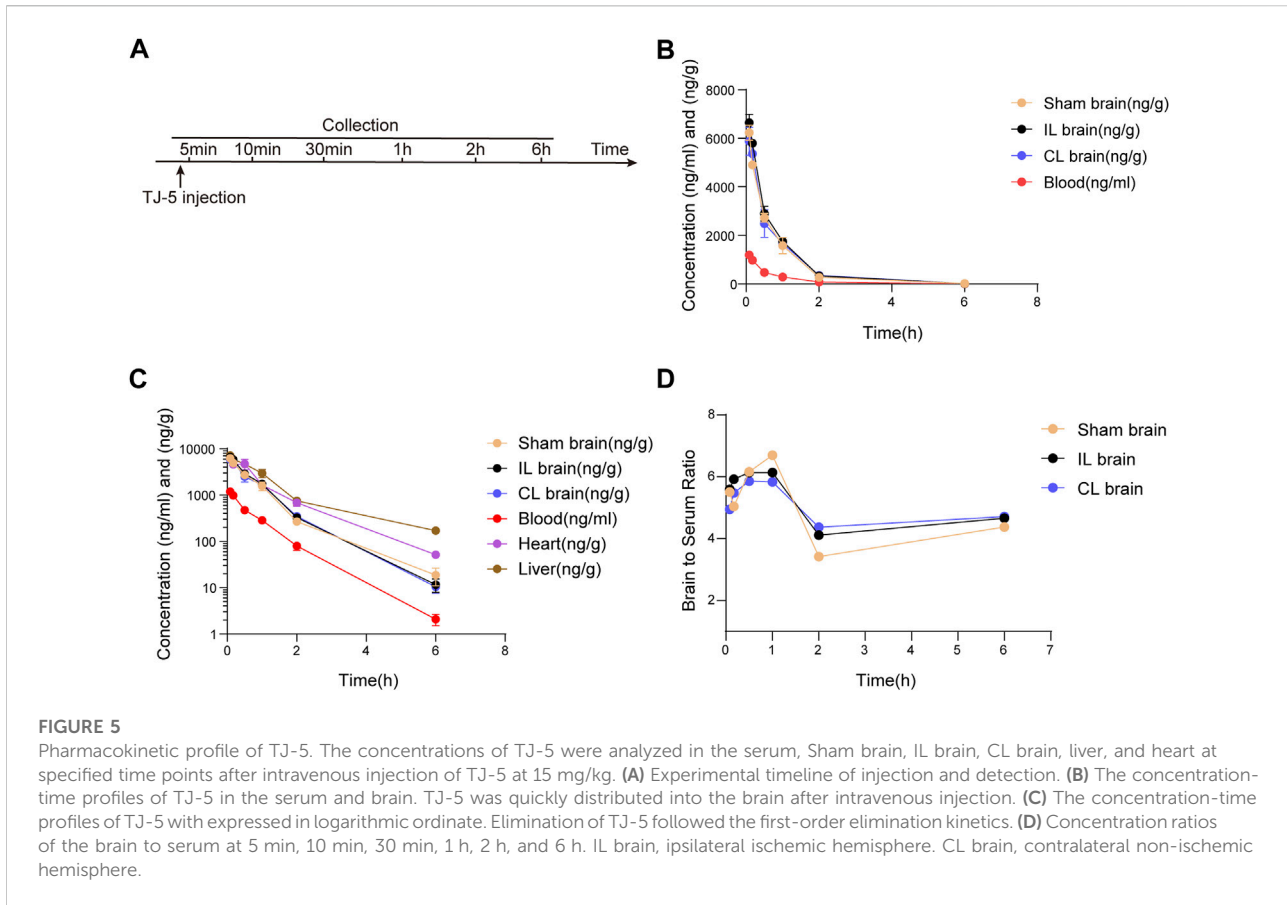 A
Collection
5min 10min 30min 1h 2h 6h Time
TJ-5 injection
B
Concentration (ng/ml) and (ng/g)
8000
6000
4000
2000
0
0 2 4 6 8
Time(h)
Sham brain(ng/g)
IL brain(ng/g)
CL brain(ng/g)
Blood(ng/ml)
C
Concentration (ng/ml) and (ng/g)
10000
1000
100
10
1
0 2 4 6 8
Time(h)
Sham brain(ng/g)
IL brain(ng/g)
CL brain(ng/g)
Blood(ng/ml)
Heart(ng/g)
Liver(ng/g)
D
Brain to Serum Ratio
8
6
4
2
0 1 2 3 4 5 6 7
Time(h)
Sham brain
IL brain
CL brain
FIGURE 5
Pharmacokinetic profile of TJ-5. The concentrations of TJ-5 were analyzed in the serum, Sham brain, IL brain, CL brain, liver, and heart at
specified time points after intravenous injection of TJ-5 at 15 mg/kg. (A) Experimental timeline of injection and detection. (B) The concentration-
time profiles of TJ-5 in the serum and brain. TJ-5 was quickly distributed into the brain after intravenous injection. (C) The concentration-time
profiles of TJ-5 with expressed in logarithmic ordinate. Elimination of TJ-5 followed the first-order elimination kinetics. (D) Concentration ratios
of the brain to serum at 5 min, 10 min, 30 min, 1 h, 2 h, and 6 h. IL brain, ipsilateral ischemic hemisphere. CL brain, contralateral non-ischemic
hemisphere.